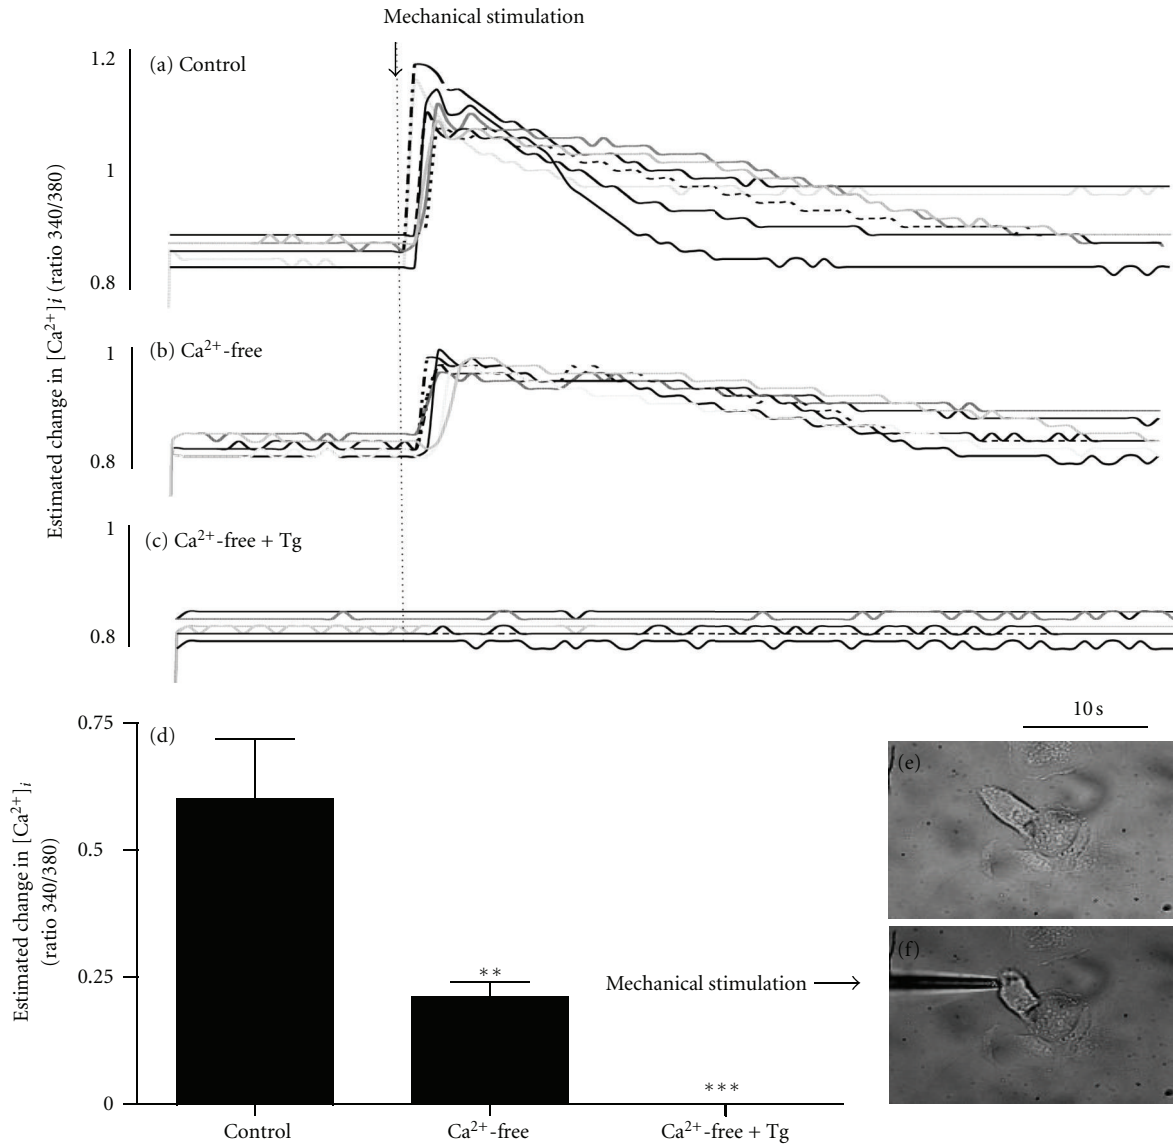 Mechanical stimulation
Estimated change in [Ca²⁺]i (ratio 340/380)
1.2
(a) Control
1
0.8
1
(b) Ca²⁺-free
0.8
1
(c) Ca²⁺-free + Tg
0.8
10 s
Estimated change in [Ca²⁺]i
(ratio 340/380)
0.75
(d)
0.5
0.25
0
**
***
Control
Ca²⁺-free
Ca²⁺-free + Tg
(e)
(f)
Mechanical stimulation